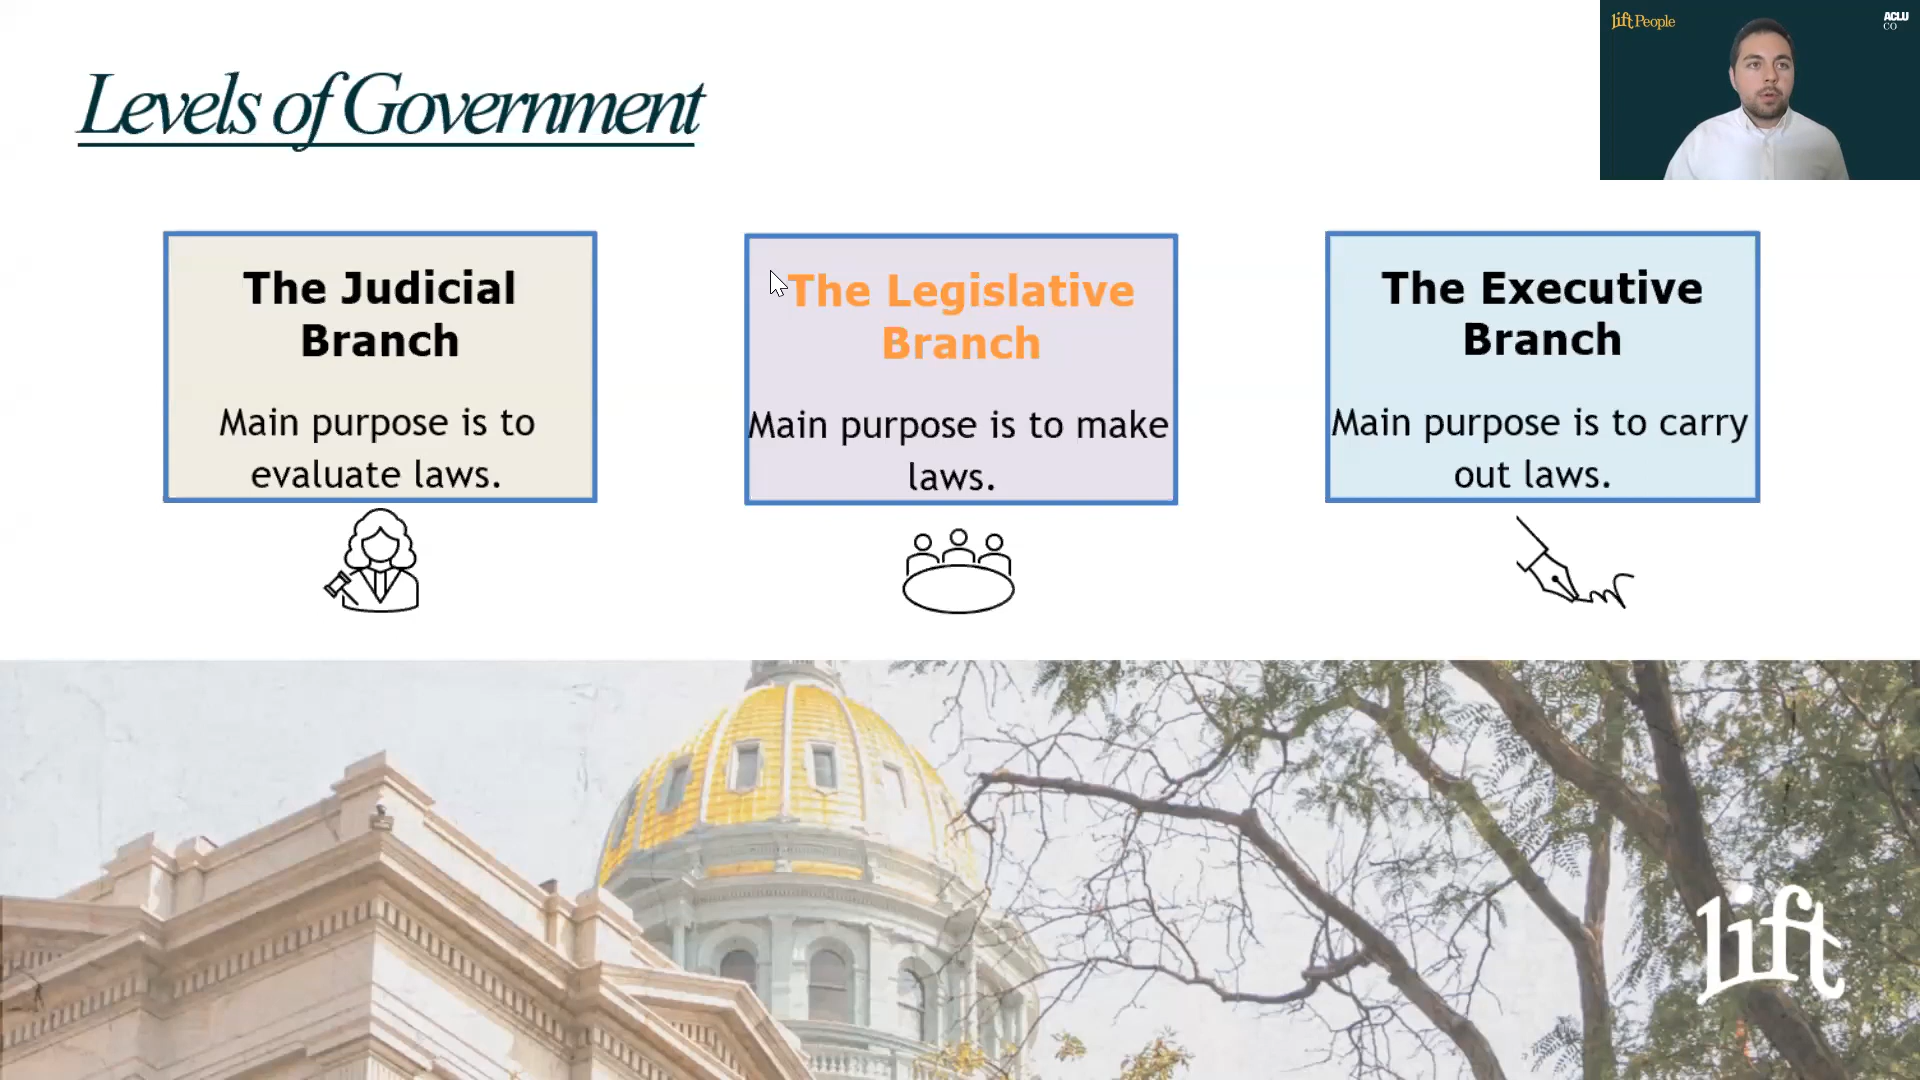 lift People
ACLU
CO
Levels of Government
The Judicial
Branch
Main purpose is to
evaluate laws.
The Legislative
Branch
Main purpose is to make
laws.
The Executive
Branch
Main purpose is to carry
out laws.
lift